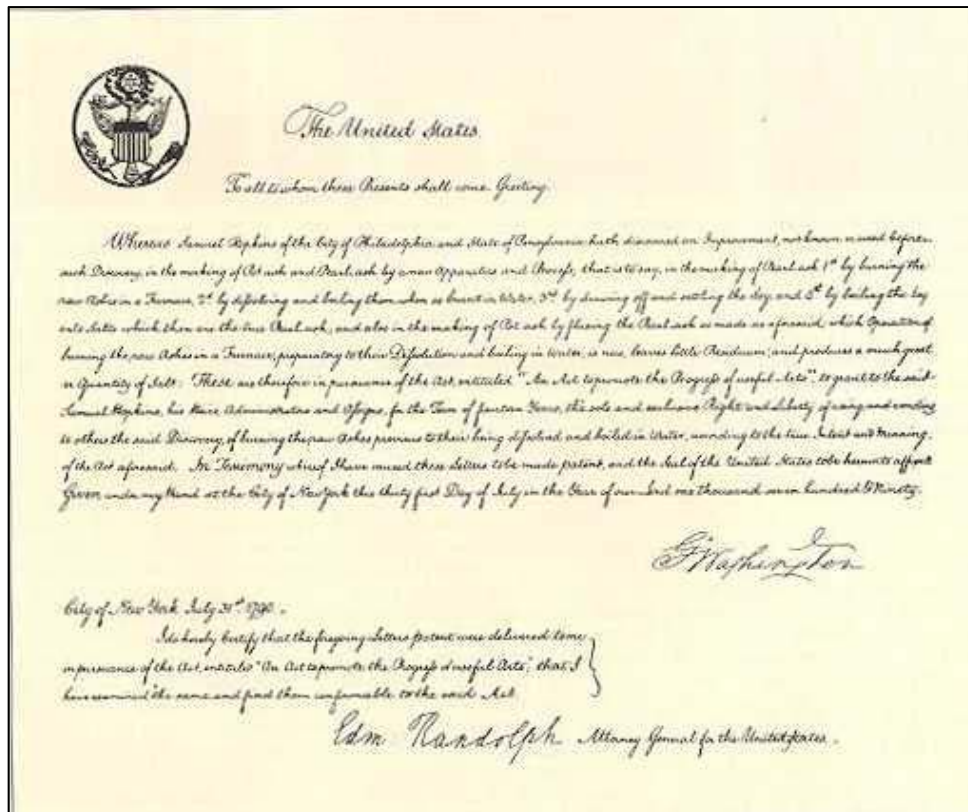 The United States.
To all to whom these Presents shall come Greeting.
Whereas Samuel Hopkins of the City of Philadelphia and State of Pensylvania hath discovered an Improvement, not known or used before
such Discovery, in the making of Pot ash and Pearl ash by a new Apparatus and Process; that is to say, in the making of Pearl ash 1st by burning the
raw Ashes in a Furnace, 2d by dissolving and boiling them when so burnt in Water, 3rd by drawing off and settling the Ley, and 4th by boiling the Ley
into Salts which then are the true Pearl ash; and also in the making of Pot ash by fluxing the Pearl ash so made as aforesaid; which Operation of
burning the raw Ashes in a Furnace, preparatory to their Dissolution and boiling in Water, is new, leaves little Residuum; and produces a much great
er Quantity of Salt: These are therefore in pursuance of the Act, entituled "An Act to promote the Progress of useful Arts", to grant to the said
Samuel Hopkins, his Heirs, Administrators and Assigns, for the Term of fourteen Years, the sole and exclusive Right and Liberty of using and vending
to others the said Discovery, of burning the raw Ashes previous to their being dissolved and boiled in Water, according to the true Intent and Meaning
of the Act aforesaid. In Testimony whereof I have caused these Letters to be made patent, and the Seal of the United States to be hereunto affixed
Given under my Hand at the City of New York this thirty first Day of July in the Year of our Lord one thousand seven hundred & Ninety.
G Washington
City of New York July 31st 1790.
I do hereby Certify that the foregoing Letters patent were delivered to me
in pursuance of the Act, entituled "An Act to promote the Progress of useful Arts"; that I
have examined the same and find them conformable to the said Act.
Edm Randolph Attorney General for the United States.